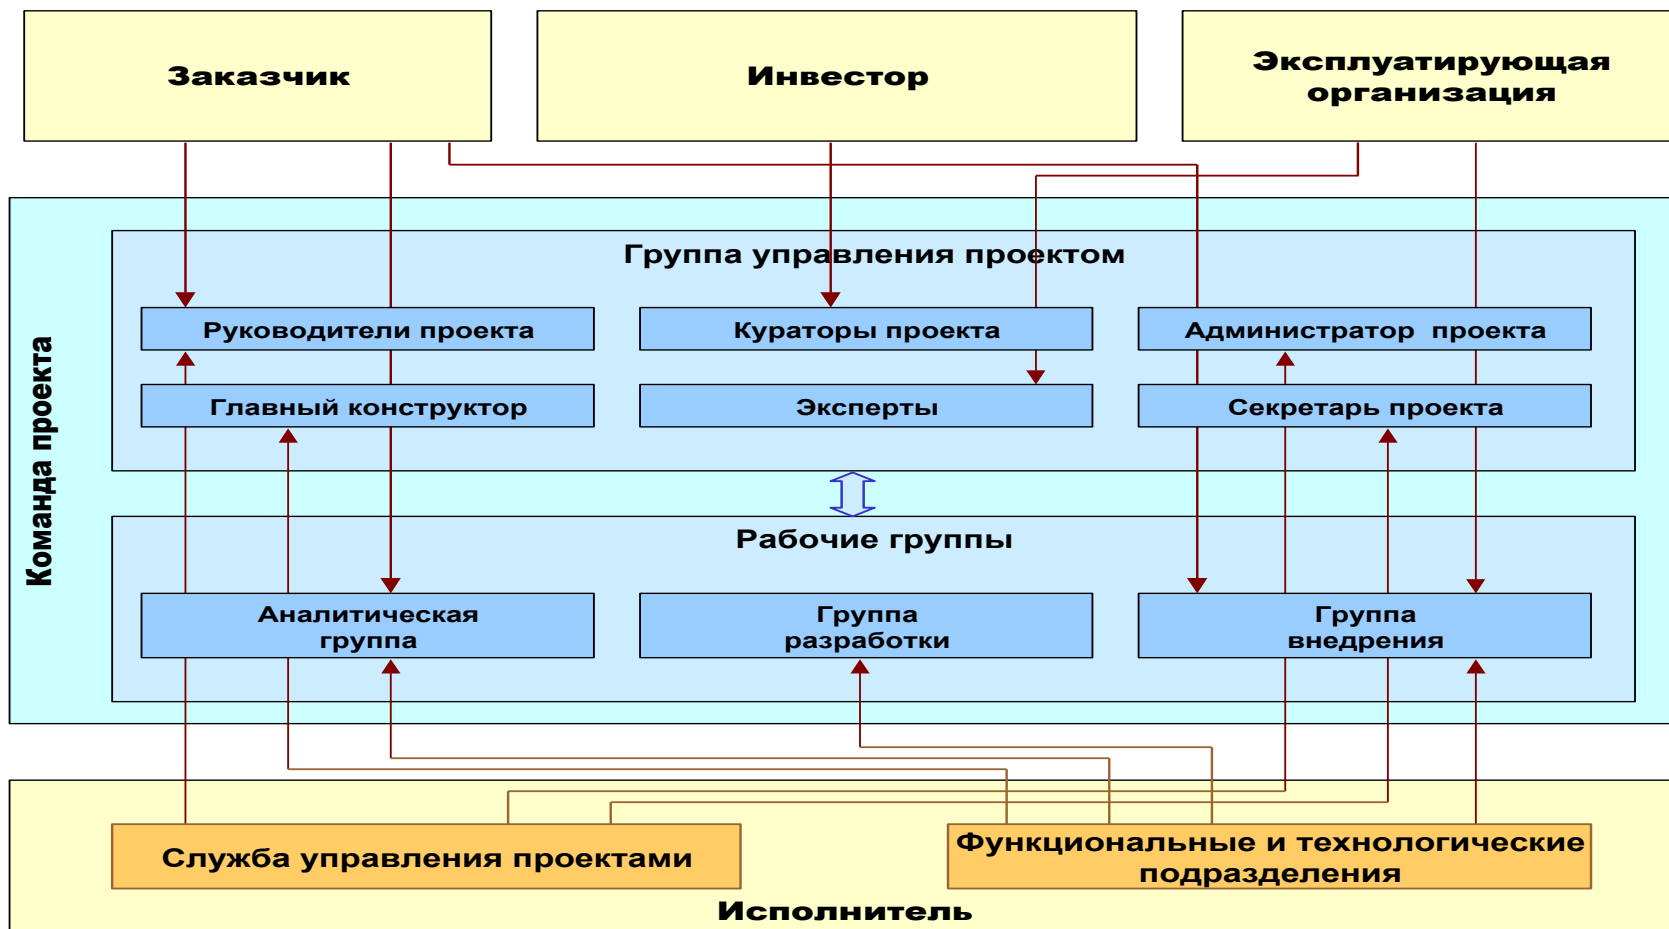 Заказчик
Инвестор
Эксплуатирующая
организация
Команда проекта
Группа управления проектом
Руководители проекта
Кураторы проекта
Администратор проекта
Главный конструктор
Эксперты
Секретарь проекта
Рабочие группы
Аналитическая
группа
Группа
разработки
Группа
внедрения
Служба управления проектами
Функциональные и технологические
подразделения
Исполнитель